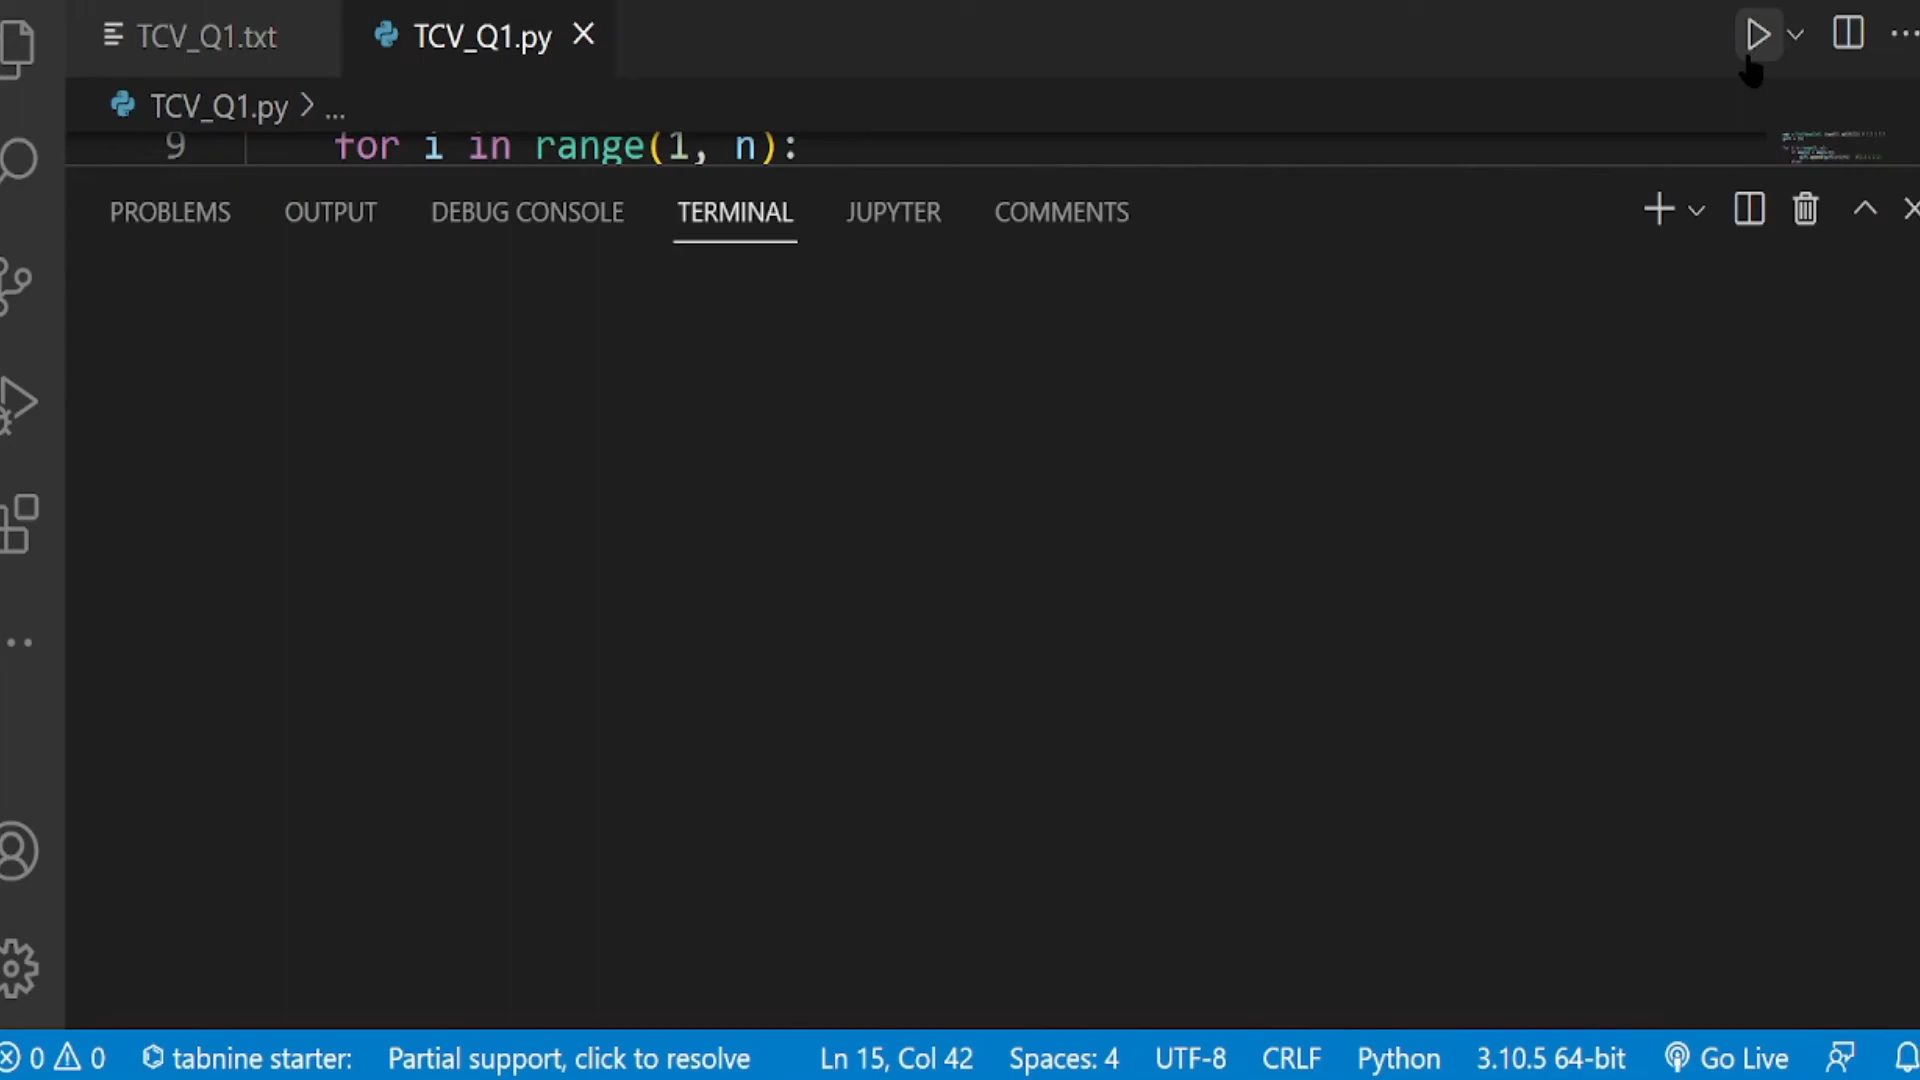 TCV_Q1.txt
TCV_Q1.py
TCV_Q1.py > ...
9 for i in range(1, n):
PROBLEMS OUTPUT DEBUG CONSOLE TERMINAL JUPYTER COMMENTS
0 0 tabnine starter: Partial support, click to resolve Ln 15, Col 42 Spaces: 4 UTF-8 CRLF Python 3.10.5 64-bit Go Live